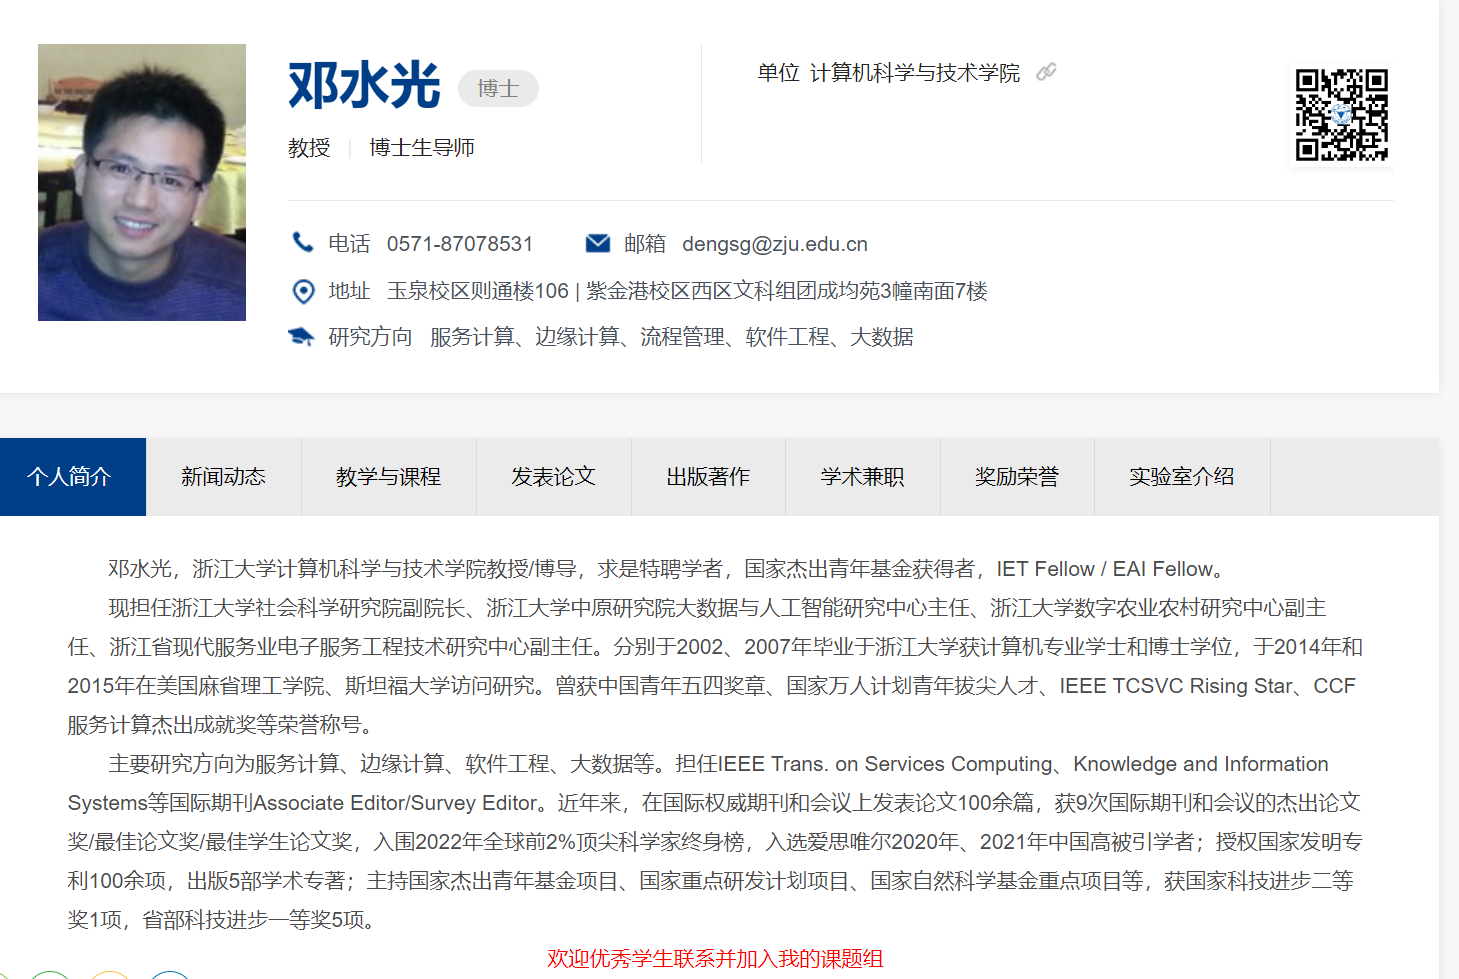 邓水光 博士
教授 | 博士生导师
单位 计算机科学与技术学院
电话 0571-87078531 邮箱 dengsg@zju.edu.cn
地址 玉泉校区则通楼106 | 紫金港校区西区文科组团成均苑3幢南面7楼
研究方向 服务计算、边缘计算、流程管理、软件工程、大数据
个人简介 新闻动态 教学与课程 发表论文 出版著作 学术兼职 奖励荣誉 实验室介绍
邓水光，浙江大学计算机科学与技术学院教授/博导，求是特聘学者，国家杰出青年基金获得者，IET Fellow / EAI Fellow。
现担任浙江大学社会科学研究院副院长、浙江大学中原研究院大数据与人工智能研究中心主任、浙江大学数字农业农村研究中心副主
任、浙江省现代服务业电子服务工程技术研究中心副主任。分别于2002、2007年毕业于浙江大学获计算机专业学士和博士学位，于2014年和
2015年在美国麻省理工学院、斯坦福大学访问研究。曾获中国青年五四奖章、国家万人计划青年拔尖人才、IEEE TCSVC Rising Star、CCF
服务计算杰出成就奖等荣誉称号。
主要研究方向为服务计算、边缘计算、软件工程、大数据等。担任IEEE Trans. on Services Computing、Knowledge and Information
Systems等国际期刊Associate Editor/Survey Editor。近年来，在国际权威期刊和会议上发表论文100余篇，获9次国际期刊和会议的杰出论文
奖/最佳论文奖/最佳学生论文奖，入围2022年全球前2%顶尖科学家终身榜，入选爱思唯尔2020年、2021年中国高被引学者；授权国家发明专
利100余项，出版5部学术专著；主持国家杰出青年基金项目、国家重点研发计划项目、国家自然科学基金重点项目等，获国家科技进步二等
奖1项，省部科技进步一等奖5项。
欢迎优秀学生联系并加入我的课题组